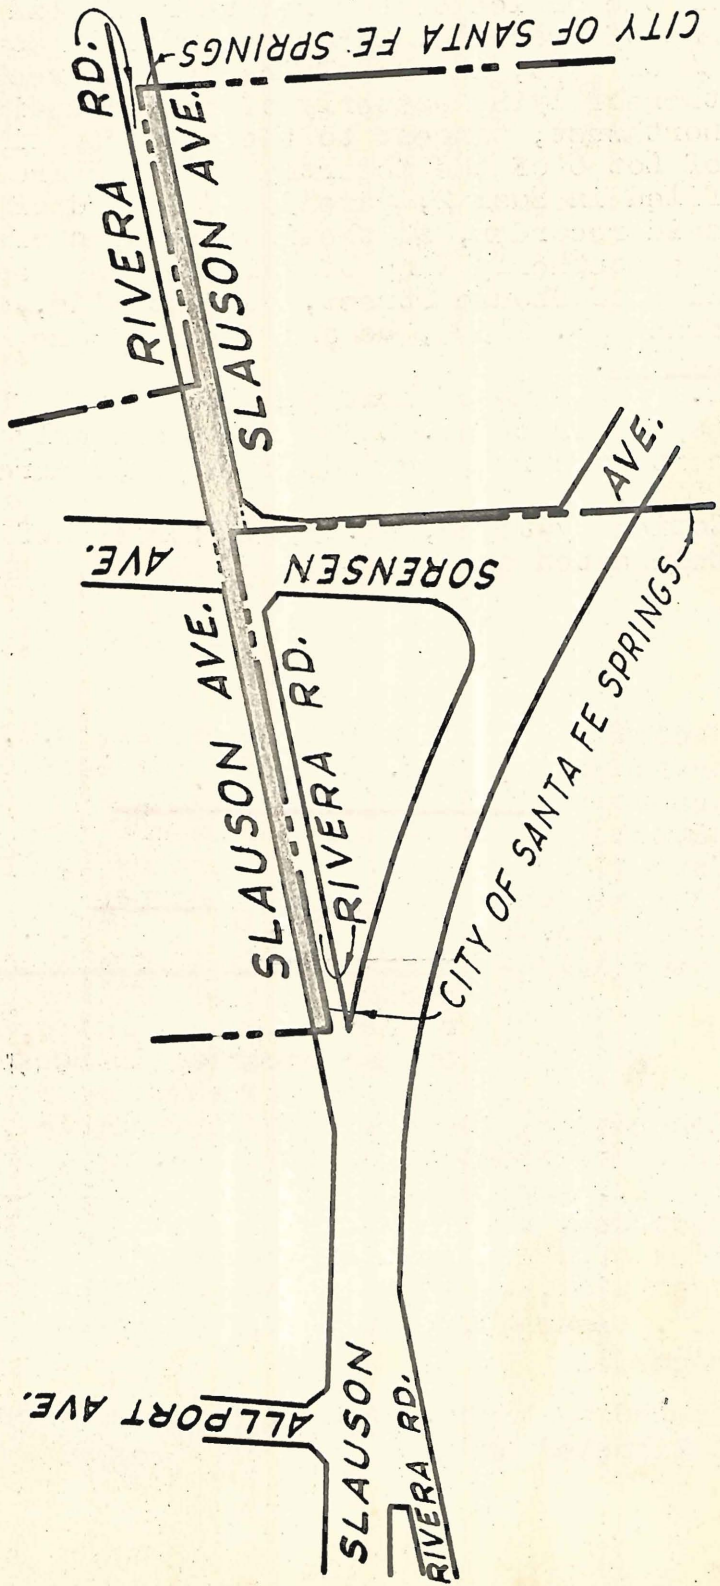 RIVERA RD.
CITY OF SANTA FE SPRINGS
SLAUSON AVE.
AVE.
SORENSEN
AVE.
SLAUSON AVE.
RIVERA RD.
CITY OF SANTA FE SPRINGS
ALLPORT AVE.
SLAUSON
RIVERA RD.